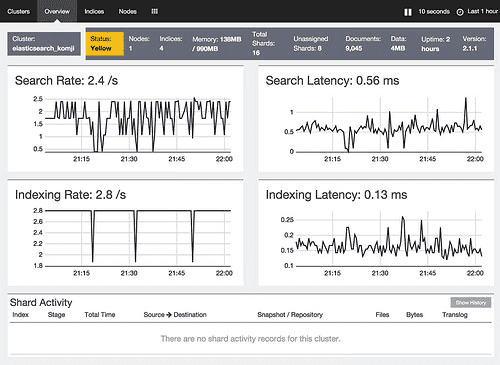 Clusters Overview Indices Nodes 10 seconds Last 1 hour
Cluster: Status: Nodes: Indices: Memory: 138MB Total Unassigned Documents: Data: Uptime: 2 Version:
elasticsearch_komji Yellow 1 4 / 990MB Shards: Shards: 8 9,045 4MB hours 2.1.1
16
Search Rate: 2.4 /s
2.5
2
1.5
1
0.5
21:15 21:30 21:45 22:00
Search Latency: 0.56 ms
1
0.5
0
21:15 21:30 21:45 22:00
Indexing Rate: 2.8 /s
2.8
2.6
2.4
2.2
2
1.8
21:15 21:30 21:45 22:00
Indexing Latency: 0.13 ms
0.25
0.2
0.15
0.1
21:15 21:30 21:45 22:00
Shard Activity Show History
Index Stage Total Time Source → Destination Snapshot / Repository Files Bytes Translog
There are no shard activity records for this cluster.